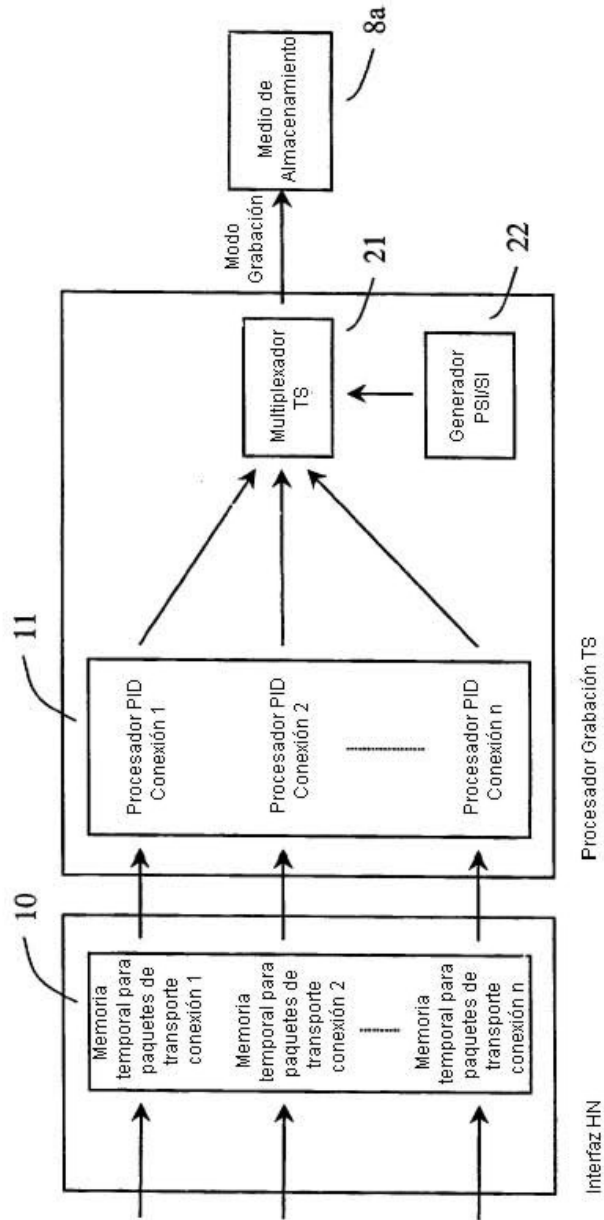 10
Memoria
temporal para
paquetes de
transporte
conexión 1
Memoria
temporal para
paquetes de
transporte
conexión 2
Memoria
temporal para
paquetes de
transporte
conexión n
Interfaz HN
11
Procesador PID
Conexión 1
Procesador PID
Conexión 2
Procesador PID
Conexión n
Multiplexador
TS
21
Generador
PSI/SI
22
Procesador Grabación TS
Modo
Grabación
Medio de
Almacenamiento
8a